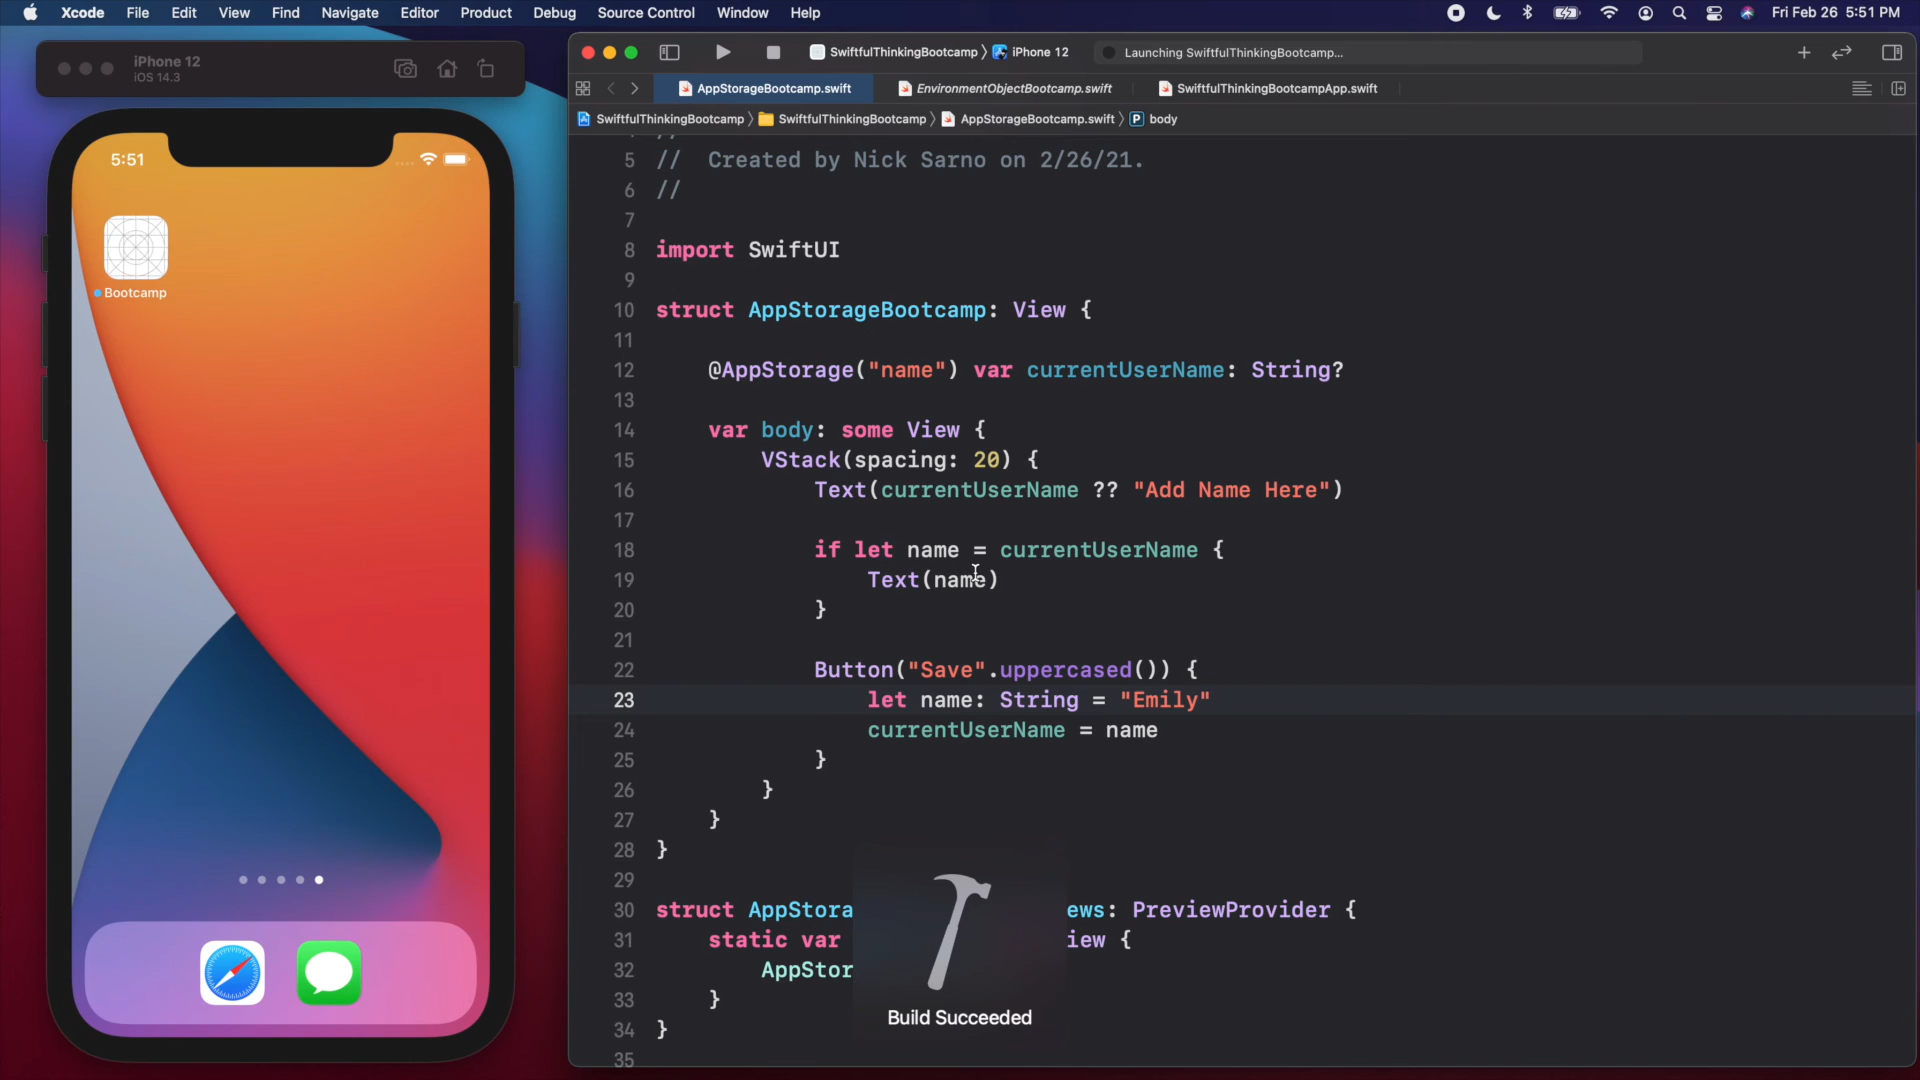 Xcode File Edit View Find Navigate Editor Product Debug Source Control Window Help Fri Feb 26 5:51 PM
iPhone 12
iOS 14.3
SwiftfulThinkingBootcamp iPhone 12 Launching SwiftfulThinkingBootcamp...
AppStorageBootcamp.swift EnvironmentObjectBootcamp.swift SwiftfulThinkingBootcampApp.swift
SwiftfulThinkingBootcamp SwiftfulThinkingBootcamp AppStorageBootcamp.swift P body
5:51
Bootcamp
5 //  Created by Nick Sarno on 2/26/21.
6 //
7
8 import SwiftUI
9
10 struct AppStorageBootcamp: View {
11
12 @AppStorage("name") var currentUserName: String?
13
14 var body: some View {
15 VStack(spacing: 20) {
16 Text(currentUserName ?? "Add Name Here")
17
18 if let name = currentUserName {
19 Text(name)
20 }
21
22 Button("Save".uppercased()) {
23 let name: String = "Emily"
24 currentUserName = name
25 }
26 }
27 }
28 }
29
30 struct AppStora ews: PreviewProvider {
31 static var iew {
32 AppStor
33 }
34 }
35
Build Succeeded